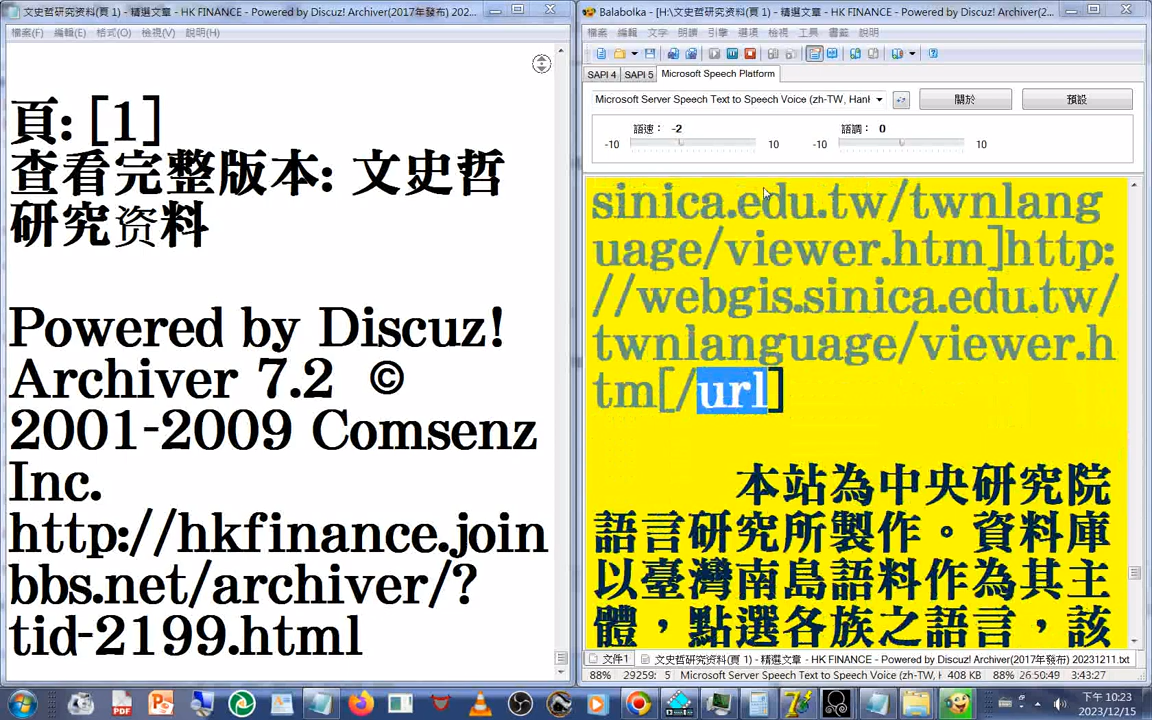 文史哲研究资料(頁 1) - 精選文章 - HK FINANCE - Powered by Discuz! Archiver(2017年發布) 202...
檔案(F) 編輯(E) 格式(O) 檢視(V) 說明(H)
頁: [1]
查看完整版本: 文史哲
研究资料
Powered by Discuz!
Archiver 7.2 ©
2001-2009 Comsenz
Inc.
http://hkfinance.join
bbs.net/archiver/?
tid-2199.html
Balabolka - [H:\文史哲研究资料(頁 1) - 精選文章 - HK FINANCE - Powered by Discuz! Archiver(2...
檔案 編輯 文字 朗讀 引擎 選項 檢視 工具 書籤 說明
SAPI 4 SAPI 5 Microsoft Speech Platform
Microsoft Server Speech Text to Speech Voice (zh-TW, Hanl
關於 預設
語速： -2 語調： 0
-10 10 -10 10
sinica.edu.tw/twnlang
uage/viewer.htm]http:
//webgis.sinica.edu.tw/
twnlanguage/viewer.h
tm[/url]
本站為中央研究院
語言研究所製作。資料庫
以臺灣南島語料作為其主
體，點選各族之語言，該
文件1 文史哲研究资料(頁 1) - 精選文章 - HK FINANCE - Powered by Discuz! Archiver(2017年發布) 20231211.txt
88% 29259: 5 Microsoft Server Speech Text to Speech Voice (zh-TW, H 408 KB 88% 26:50:49 3:43:27
下午 10:23
2023/12/15